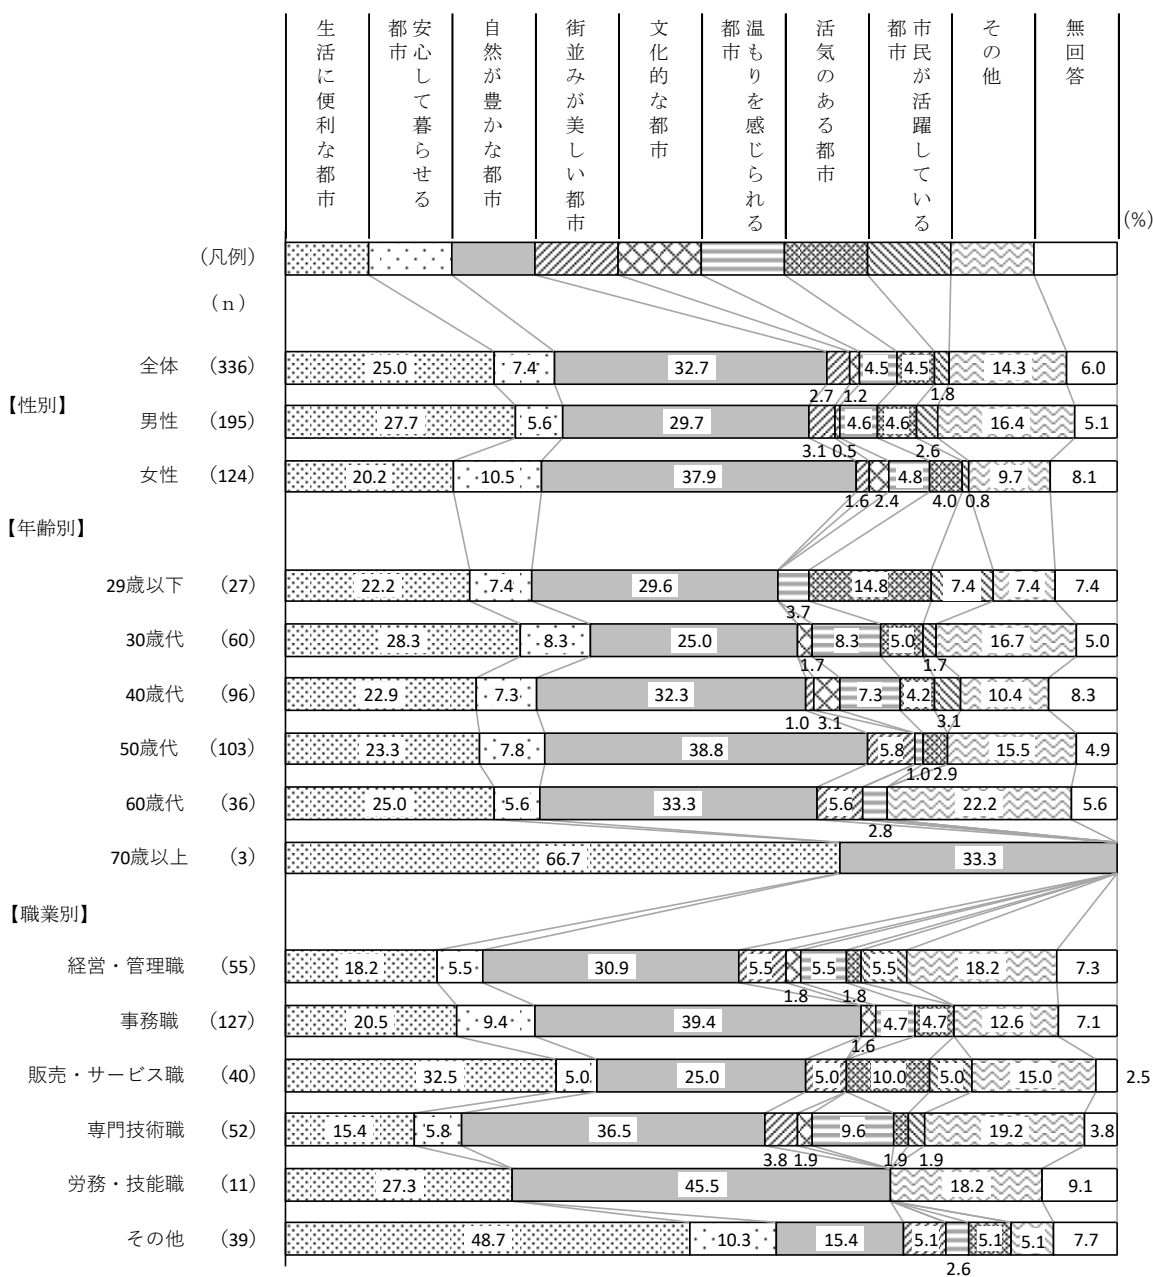 生活に便利な都市
安心して暮らせる
都市
自然が豊かな都市
街並みが美しい都市
文化的な都市
温もりを感じられる
都市
活気のある都市
市民が活躍している
都市
その他
無回答
(%)
(凡例)
(n)
全体 (336) 25.0 7.4 32.7 4.5 4.5 14.3 6.0
2.7 1.2 1.8
【性別】
男性 (195) 27.7 5.6 29.7 4.6 4.6 16.4 5.1
3.1 0.5 2.6
女性 (124) 20.2 10.5 37.9 4.8 9.7 8.1
1.6 2.4 4.0 0.8
【年齢別】
29歳以下 (27) 22.2 7.4 29.6 14.8 7.4 7.4 7.4
3.7
30歳代 (60) 28.3 8.3 25.0 8.3 5.0 16.7 5.0
1.7 1.7
40歳代 (96) 22.9 7.3 32.3 7.3 4.2 10.4 8.3
1.0 3.1 3.1
50歳代 (103) 23.3 7.8 38.8 5.8 15.5 4.9
1.0 2.9
60歳代 (36) 25.0 5.6 33.3 5.6 22.2 5.6
2.8
70歳以上 (3) 66.7 33.3
【職業別】
経営・管理職 (55) 18.2 5.5 30.9 5.5 5.5 5.5 18.2 7.3
1.8 1.8
事務職 (127) 20.5 9.4 39.4 4.7 4.7 12.6 7.1
1.6
販売・サービス職 (40) 32.5 5.0 25.0 5.0 10.0 5.0 15.0 2.5
専門技術職 (52) 15.4 5.8 36.5 9.6 19.2 3.8
3.8 1.9 1.9 1.9
労務・技能職 (11) 27.3 45.5 18.2 9.1
その他 (39) 48.7 10.3 15.4 5.1 5.1 5.1 7.7
2.6